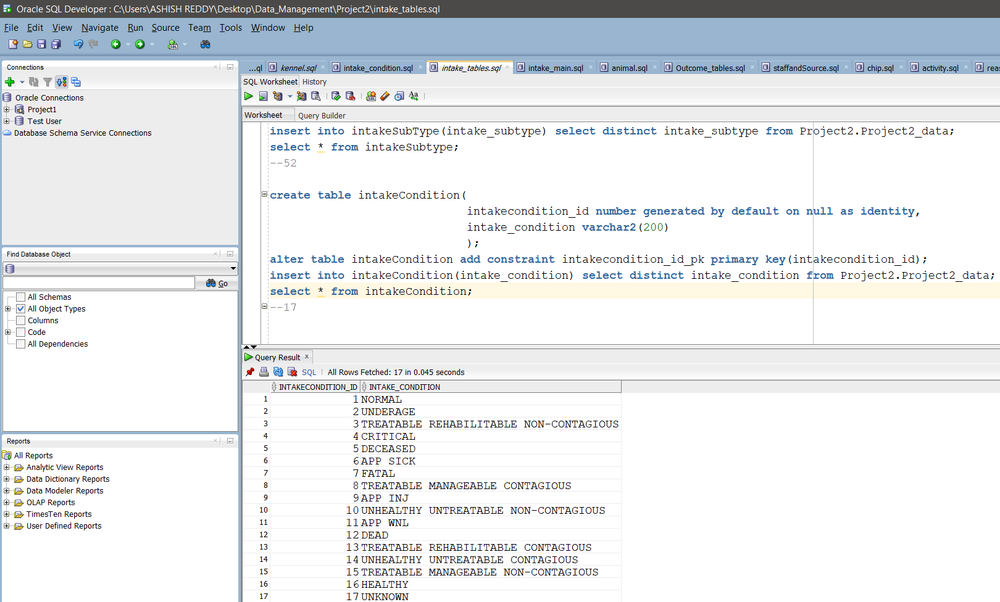 Oracle SQL Developer : C:\Users\ASHISH REDDY\Desktop\Data_Management\Project2\intake_tables.sql
File Edit View Navigate Run Source Team Tools Window Help
Connections
Oracle Connections
Project1
Test User
Database Schema Service Connections
Find Database Object
Go
All Schemas
All Object Types
Columns
Code
All Dependencies
Reports
All Reports
Analytic View Reports
Data Dictionary Reports
Data Modeler Reports
OLAP Reports
TimesTen Reports
User Defined Reports
...ql kennel.sql intake_condition.sql intake_tables.sql intake_main.sql animal.sql Outcome_tables.sql staffandSource.sql chip.sql activity.sql reas
SQL Worksheet History
Worksheet Query Builder
insert into intakeSubType(intake_subtype) select distinct intake_subtype from Project2.Project2_data;
select * from intakeSubtype;
--52
create table intakeCondition(
intakecondition_id number generated by default on null as identity,
intake_condition varchar2(200)
);
alter table intakeCondition add constraint intakecondition_id_pk primary key(intakecondition_id);
insert into intakeCondition(intake_condition) select distinct intake_condition from Project2.Project2_data;
select * from intakeCondition;
--17
Query Result
SQL | All Rows Fetched: 17 in 0.045 seconds
INTAKECONDITION_ID INTAKE_CONDITION
1 1 NORMAL
2 2 UNDERAGE
3 3 TREATABLE REHABILITABLE NON-CONTAGIOUS
4 4 CRITICAL
5 5 DECEASED
6 6 APP SICK
7 7 FATAL
8 8 TREATABLE MANAGEABLE CONTAGIOUS
9 9 APP INJ
10 10 UNHEALTHY UNTREATABLE NON-CONTAGIOUS
11 11 APP WNL
12 12 DEAD
13 13 TREATABLE REHABILITABLE CONTAGIOUS
14 14 UNHEALTHY UNTREATABLE CONTAGIOUS
15 15 TREATABLE MANAGEABLE NON-CONTAGIOUS
16 16 HEALTHY
17 17 UNKNOWN